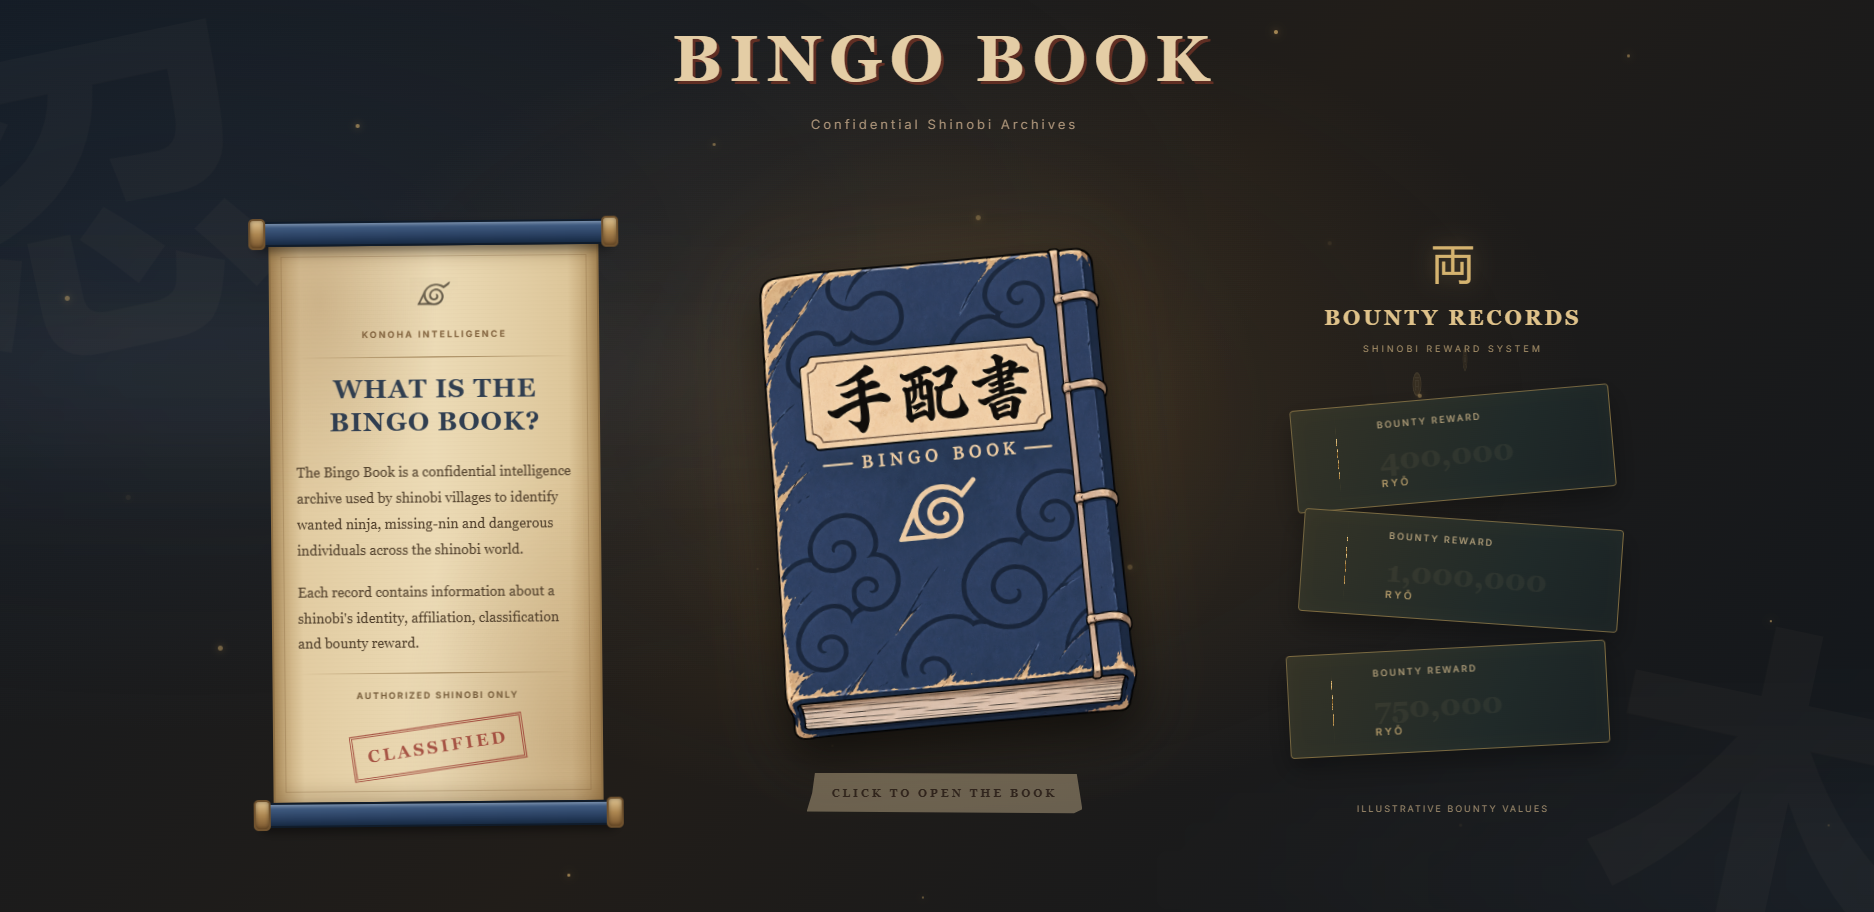 BINGO BOOK
Confidential Shinobi Archives
忍
KONOHA INTELLIGENCE
WHAT IS THE
BINGO BOOK?
The Bingo Book is a confidential intelligence
archive used by shinobi villages to identify
wanted ninja, missing-nin and dangerous
individuals across the shinobi world.
Each record contains information about a
shinobi's identity, affiliation, classification
and bounty reward.
AUTHORIZED SHINOBI ONLY
CLASSIFIED
手配書
BINGO BOOK
CLICK TO OPEN THE BOOK
両
BOUNTY RECORDS
SHINOBI REWARD SYSTEM
BOUNTY REWARD
400,000
RYŌ
BOUNTY REWARD
1,000,000
RYŌ
BOUNTY REWARD
750,000
RYŌ
ILLUSTRATIVE BOUNTY VALUES